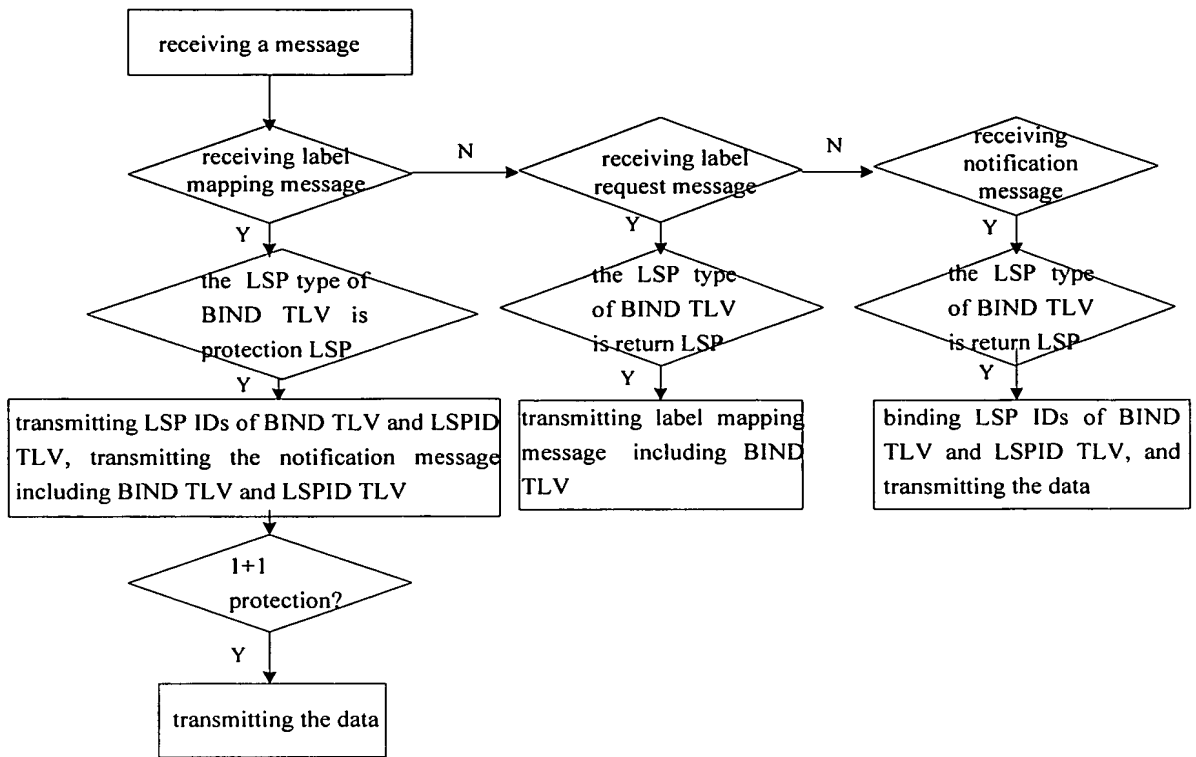 receiving a message
receiving label
mapping message
N
receiving label
request message
N
receiving
notification
message
Y
Y
Y
the LSP type of
BIND TLV is
protection LSP
the LSP type
of BIND TLV
is return LSP
the LSP type
of BIND TLV
is return LSP
Y
Y
Y
transmitting LSP IDs of BIND TLV and LSPID
TLV, transmitting the notification message
including BIND TLV and LSPID TLV
transmitting label mapping
message including BIND
TLV
binding LSP IDs of BIND
TLV and LSPID TLV, and
transmitting the data
1+1
protection?
Y
transmitting the data